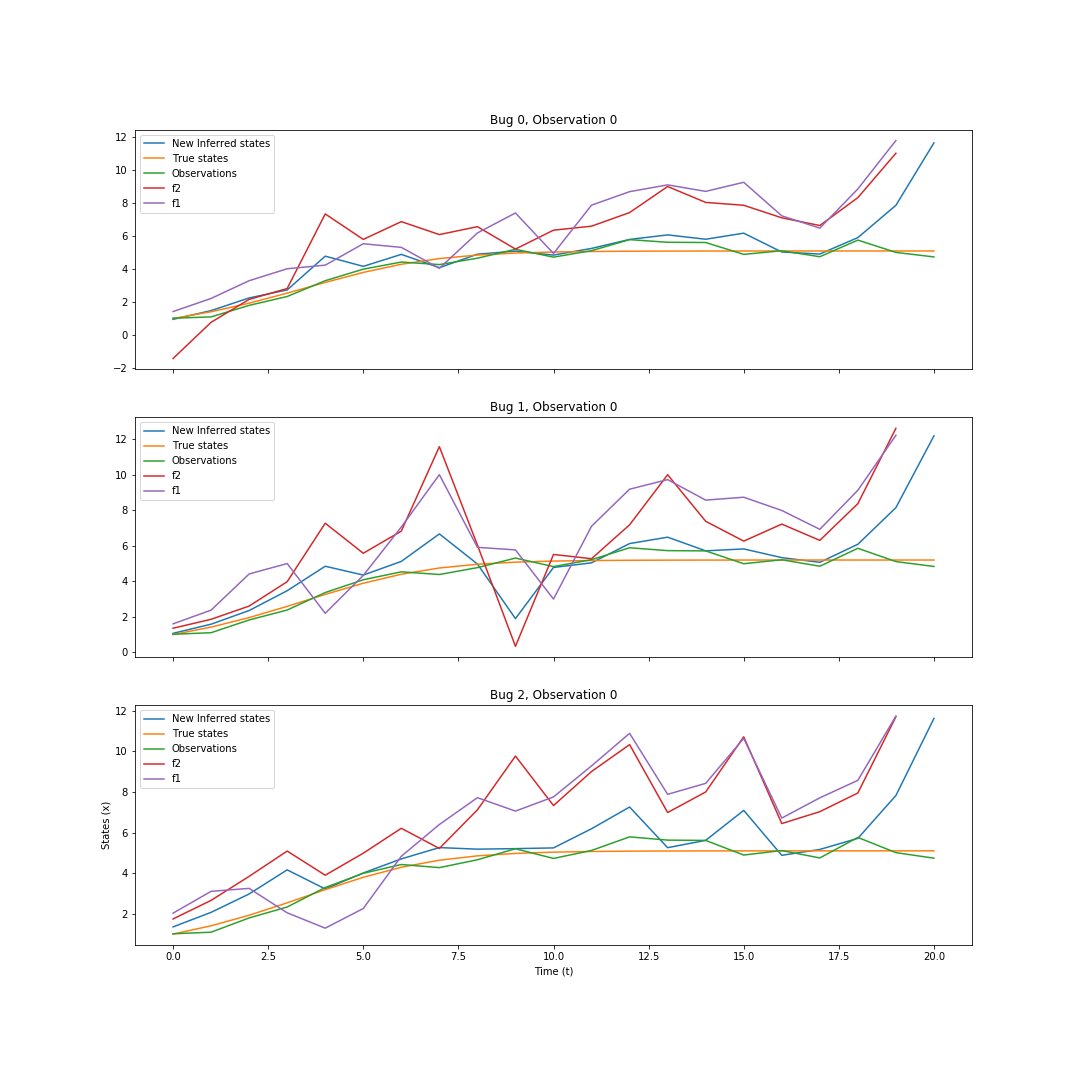 Bug 0, Observation 0
12
10
8
6
4
2
0
−2
New Inferred states
True states
Observations
f2
f1
Bug 1, Observation 0
12
10
8
6
4
2
0
New Inferred states
True states
Observations
f2
f1
Bug 2, Observation 0
12
10
8
6
4
2
States (x)
New Inferred states
True states
Observations
f2
f1
0.0 2.5 5.0 7.5 10.0 12.5 15.0 17.5 20.0
Time (t)